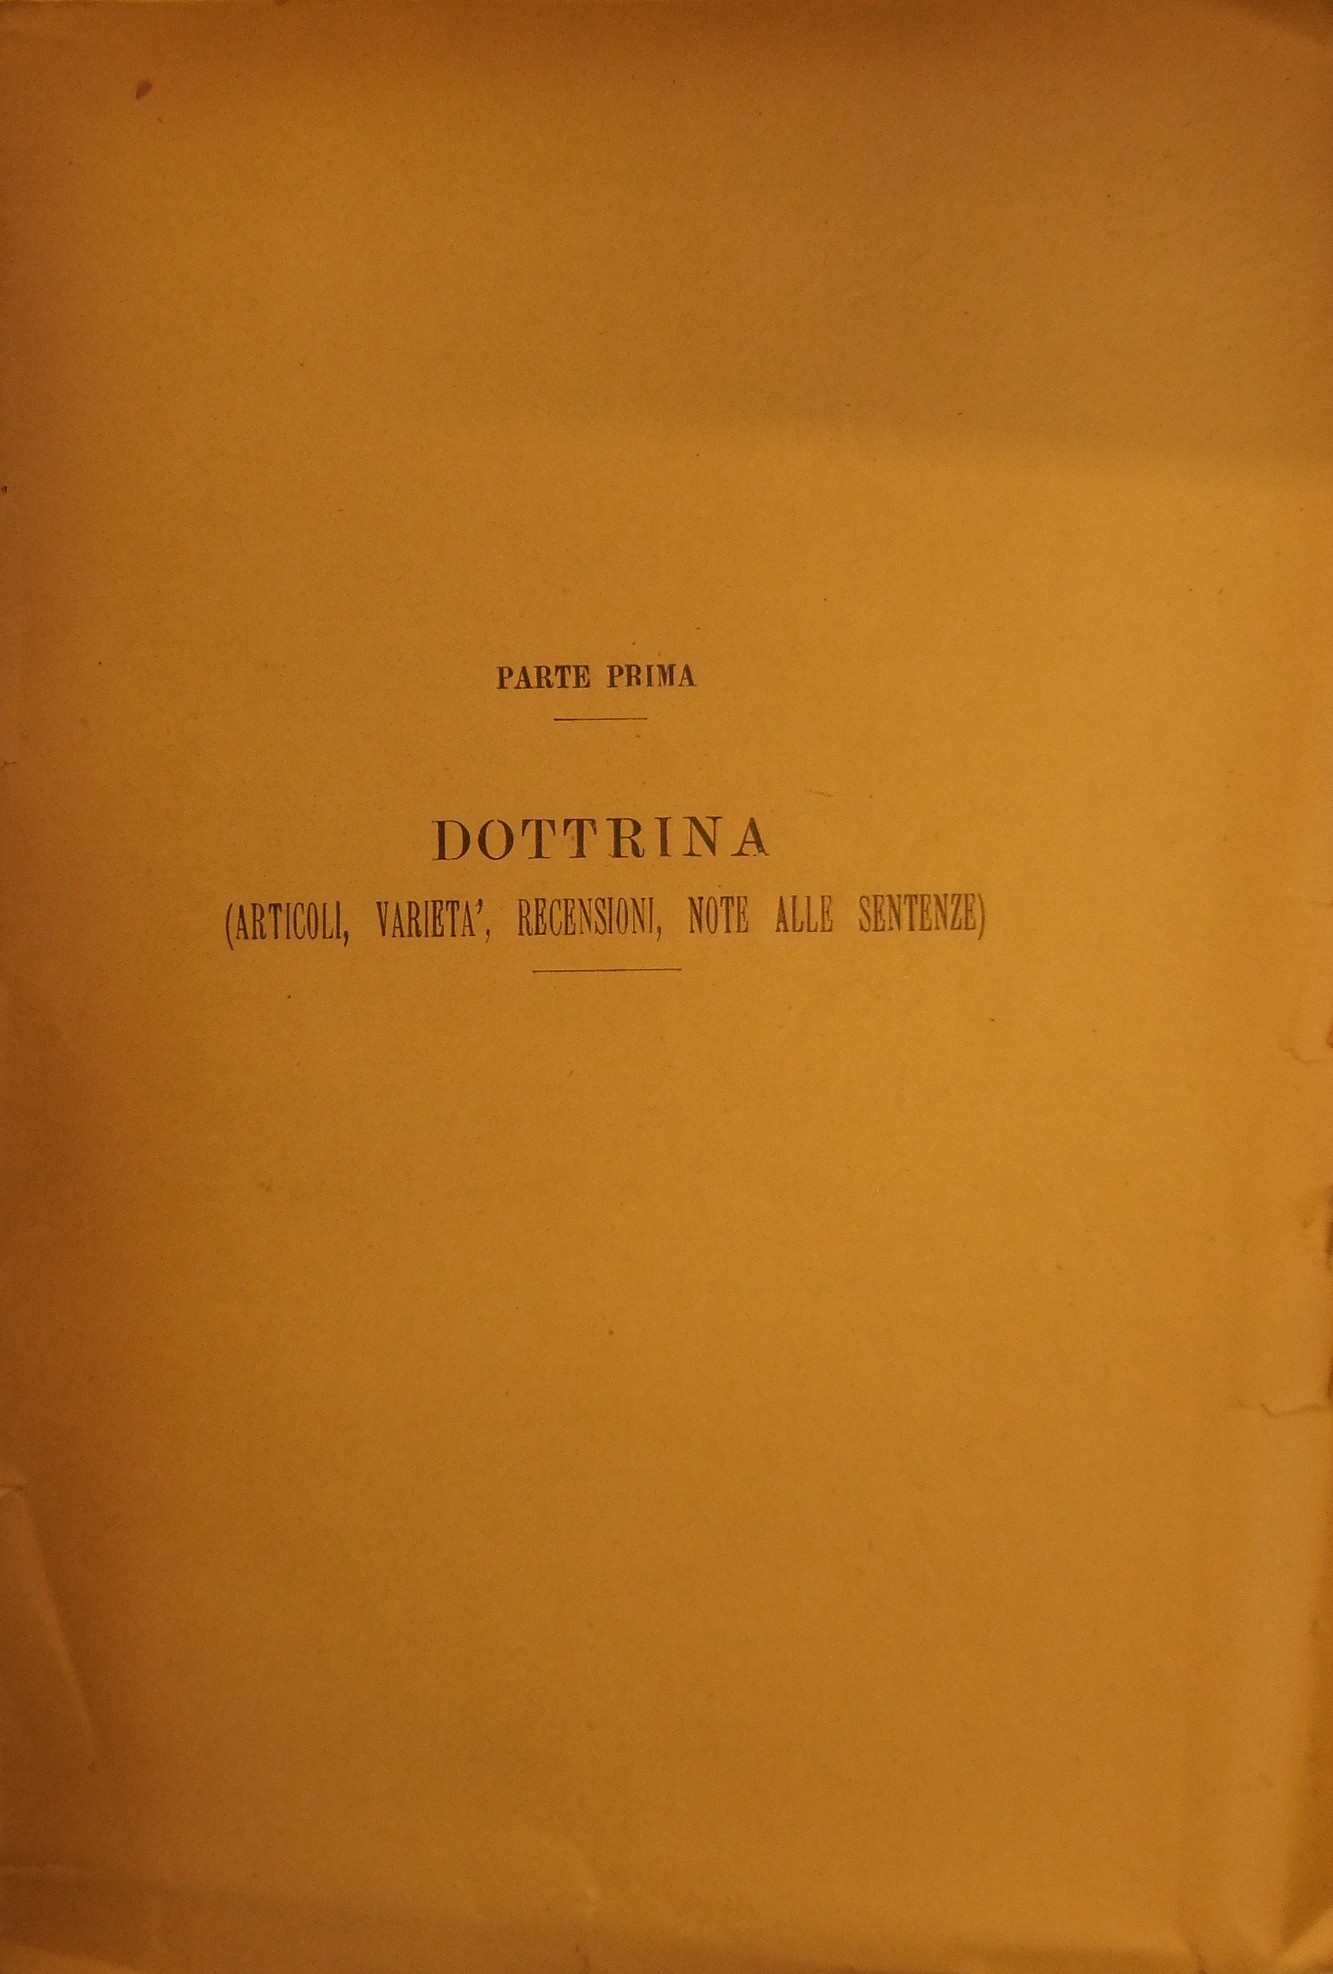 PARTE PRIMA
DOTTRINA
(ARTICOLI, VARIETA', RECENSIONI, NOTE ALLE SENTENZE)